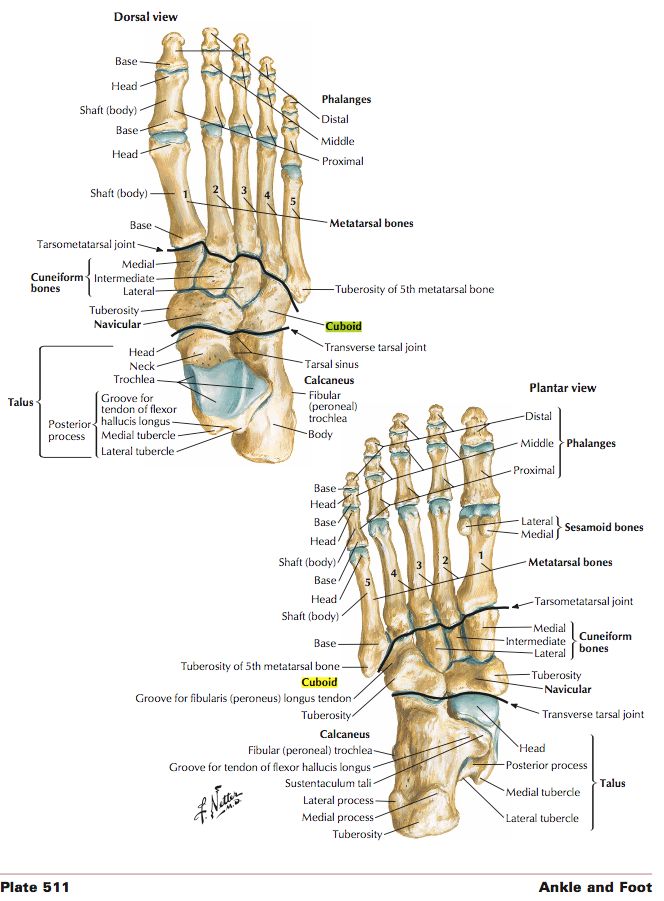 Dorsal view
Base
Head
Shaft (body)
Base
Head
Shaft (body)
Base
Tarsometatarsal joint
Cuneiform bones
Medial
Intermediate
Lateral
Tuberosity
Navicular
Head
Neck
Trochlea
Talus
Posterior process
Groove for
tendon of flexor
hallucis longus
Medial tubercle
Lateral tubercle
Phalanges
Distal
Middle
Proximal
1
2
3
4
5
Metatarsal bones
Tuberosity of 5th metatarsal bone
Cuboid
Transverse tarsal joint
Tarsal sinus
Calcaneus
Fibular
(peroneal)
trochlea
Body
Plantar view
Distal
Middle
Proximal
Phalanges
Base
Head
Base
Head
Shaft (body)
Base
Head
Shaft (body)
Base
Lateral
Medial
Sesamoid bones
5
4
3
2
1
Metatarsal bones
Tarsometatarsal joint
Medial
Intermediate
Lateral
Cuneiform
bones
Tuberosity of 5th metatarsal bone
Cuboid
Groove for fibularis (peroneus) longus tendon
Tuberosity
Tuberosity
Navicular
Transverse tarsal joint
Calcaneus
Fibular (peroneal) trochlea
Groove for tendon of flexor hallucis longus
Sustentaculum tali
Lateral process
Medial process
Tuberosity
Head
Posterior process
Medial tubercle
Lateral tubercle
Talus
F. Netter
M.D.
Plate 511
Ankle and Foot